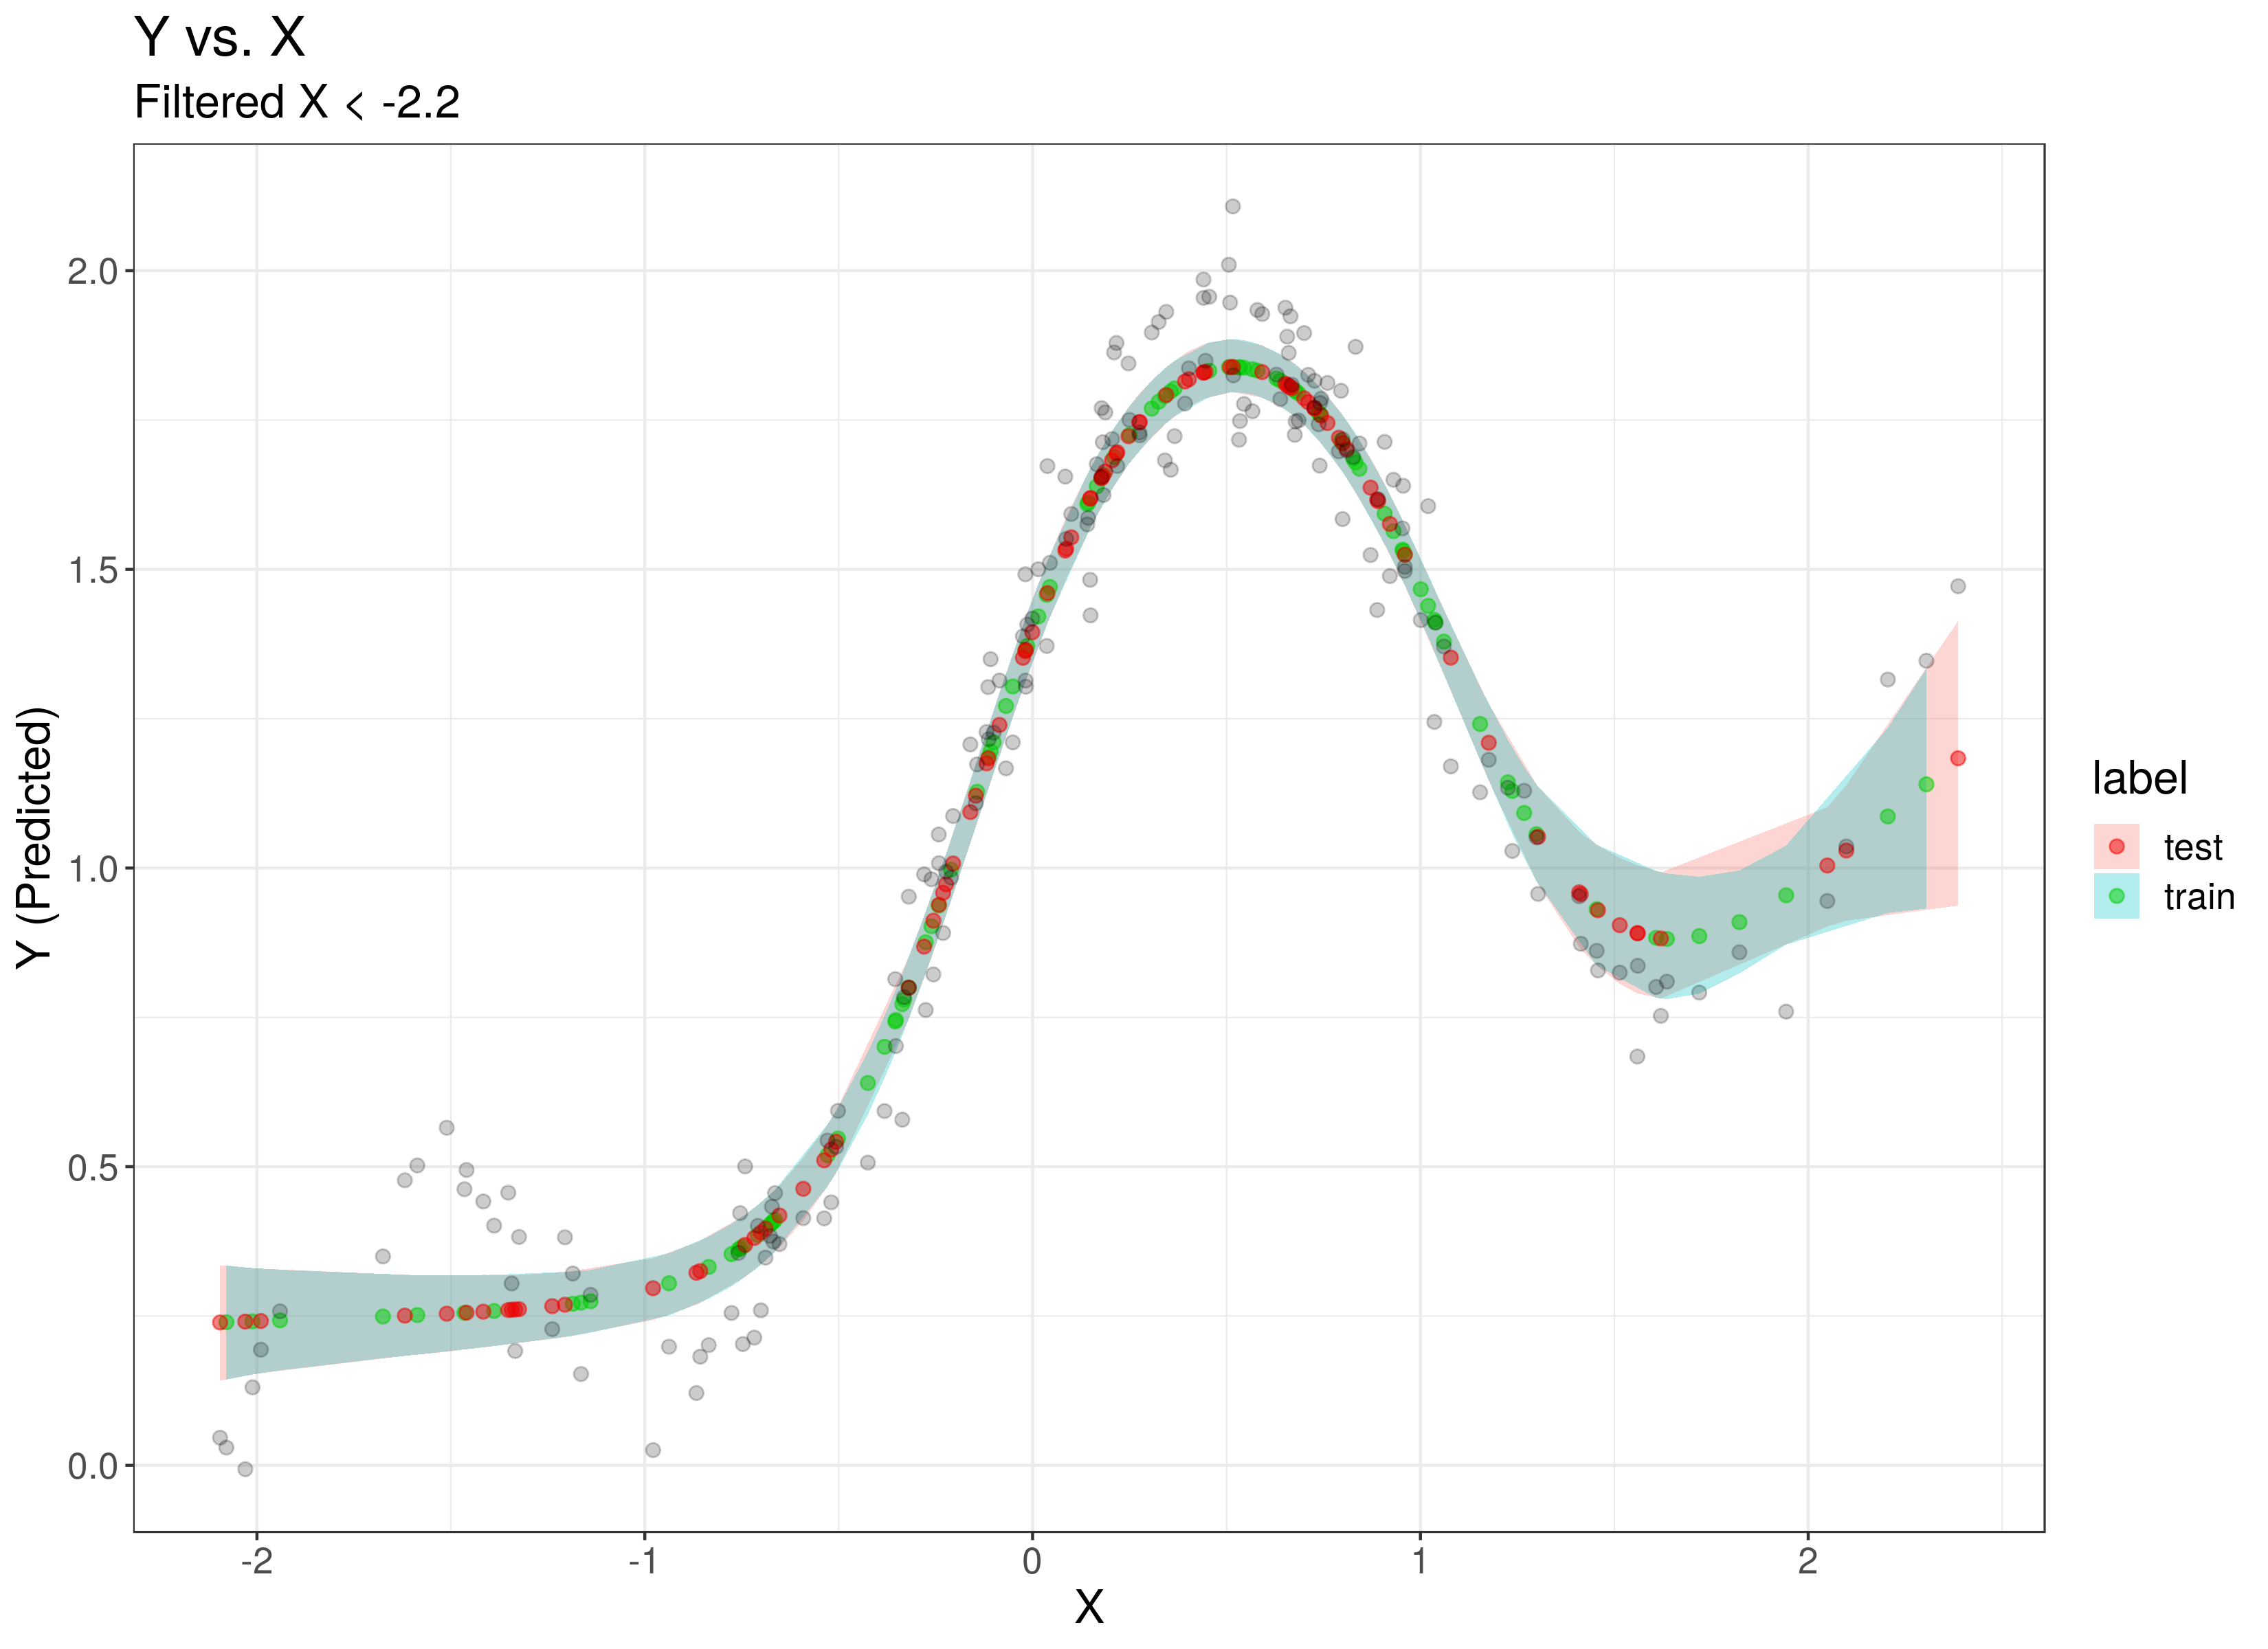 Y vs. X
Filtered X < -2.2
Y (Predicted)
2.0
1.5
1.0
0.5
0.0
-2 -1 0 1 2
X
label
test
train